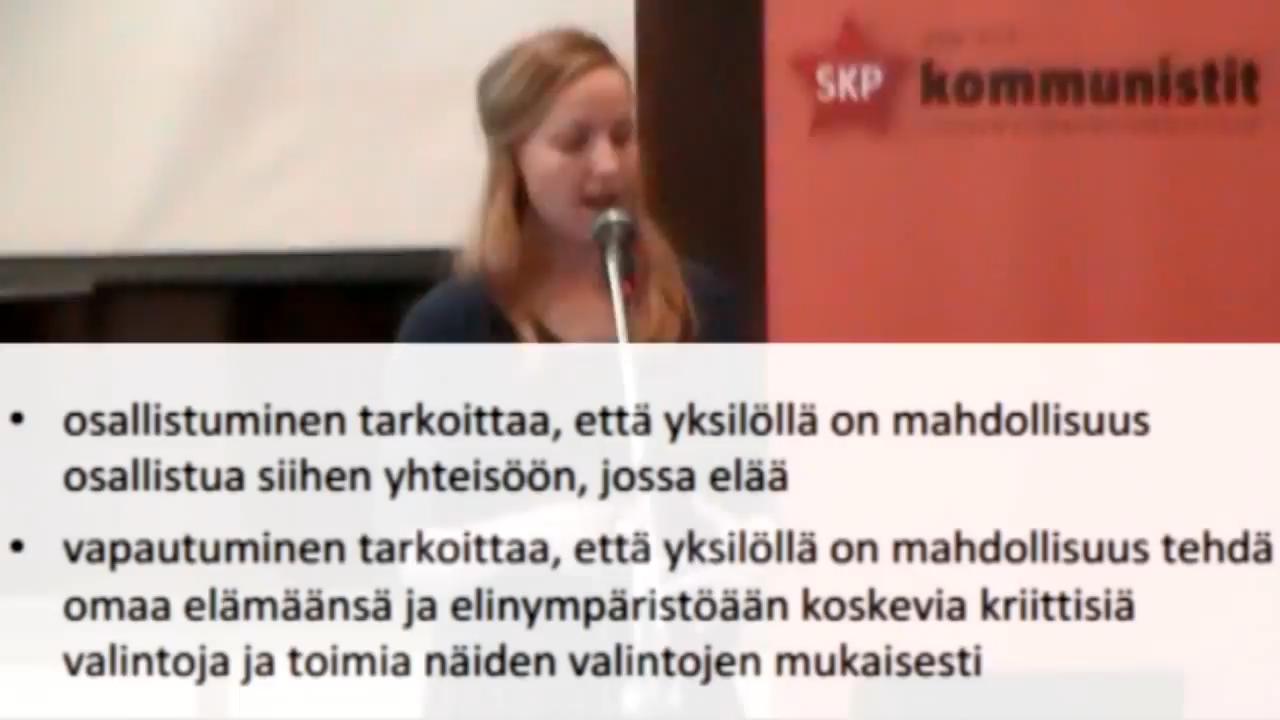 SKP kommunistit
• osallistuminen tarkoittaa, että yksilöllä on mahdollisuus
osallistua siihen yhteisöön, jossa elää
• vapautuminen tarkoittaa, että yksilöllä on mahdollisuus tehdä
omaa elämäänsä ja elinympäristöään koskevia kriittisiä
valintoja ja toimia näiden valintojen mukaisesti